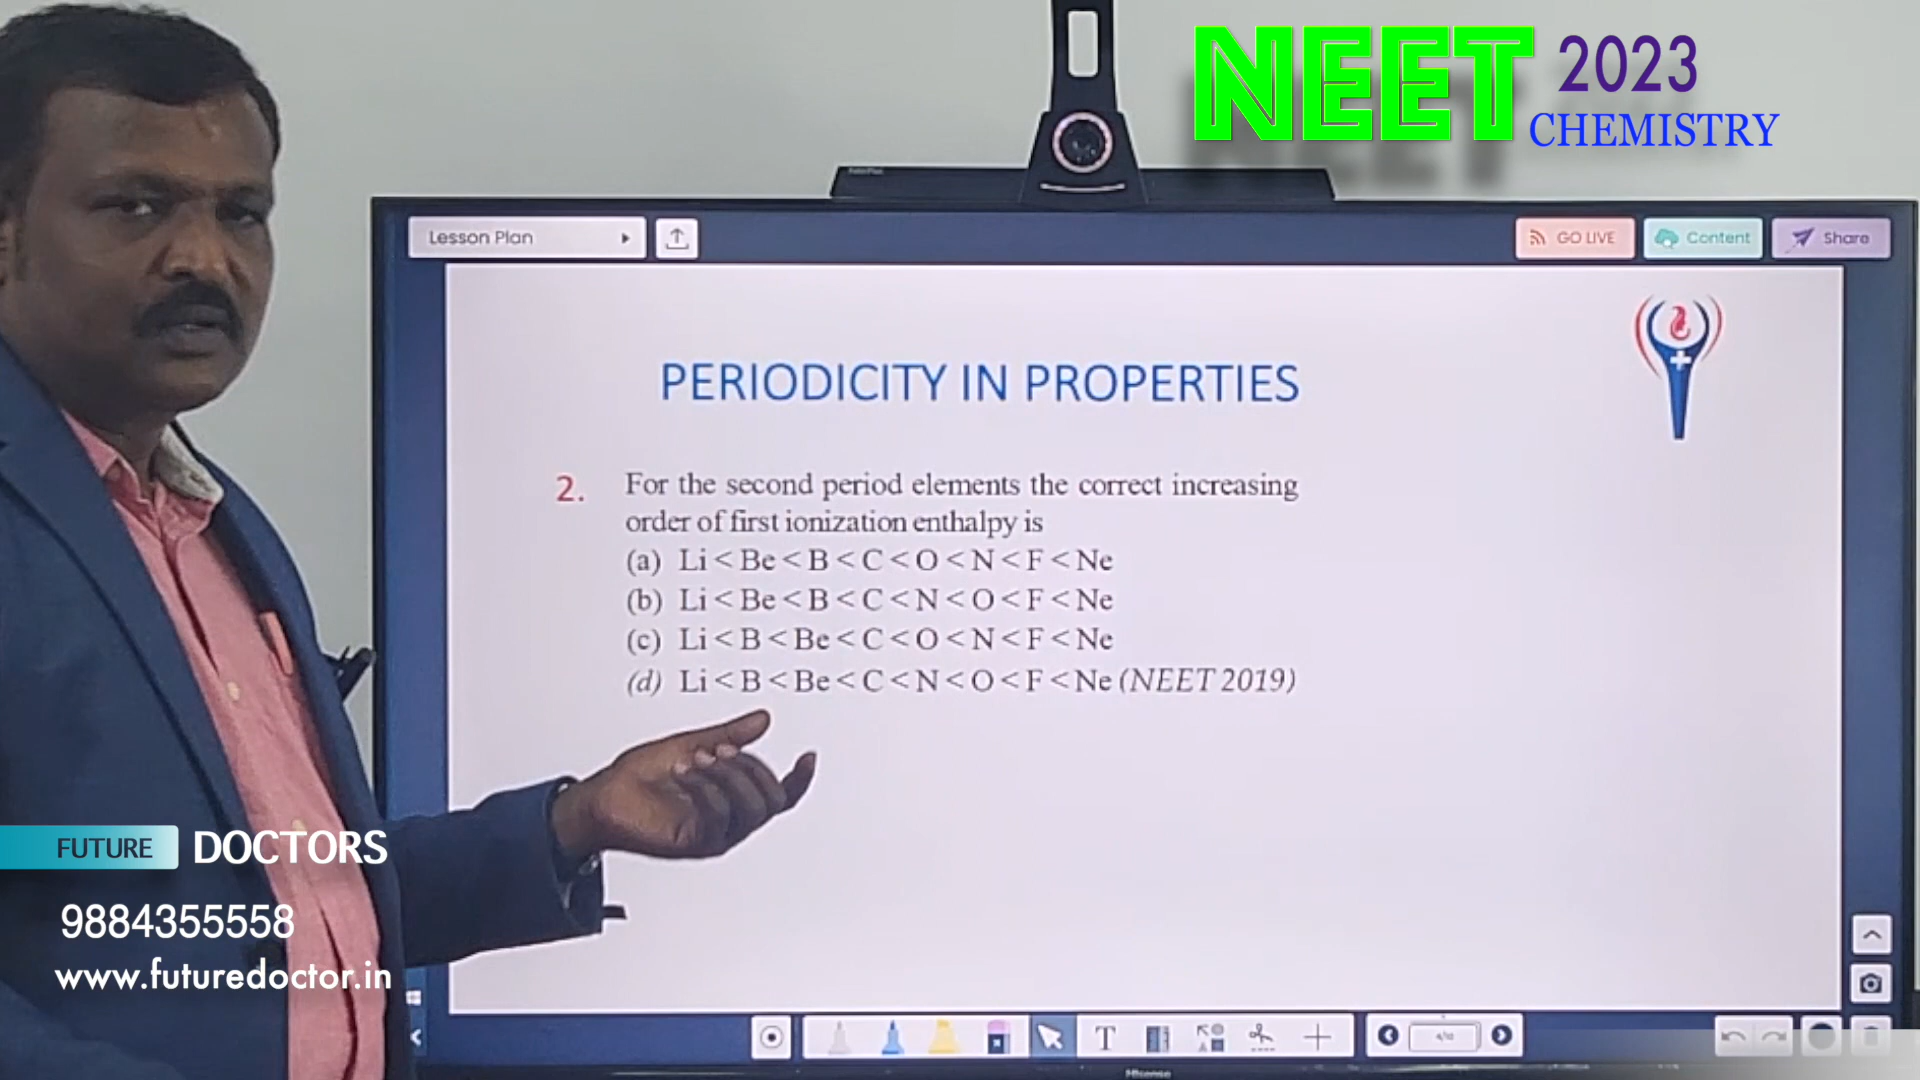 NEET 2023
CHEMISTRY
Lesson Plan
GO LIVE
Content
Share
PERIODICITY IN PROPERTIES
2. For the second period elements the correct increasing
order of first ionization enthalpy is
(a) Li < Be < B < C < O < N < F < Ne
(b) Li < Be < B < C < N < O < F < Ne
(c) Li < B < Be < C < O < N < F < Ne
(d) Li < B < Be < C < N < O < F < Ne (NEET 2019)
FUTURE DOCTORS
9884355558
www.futuredoctor.in
T
Hisense